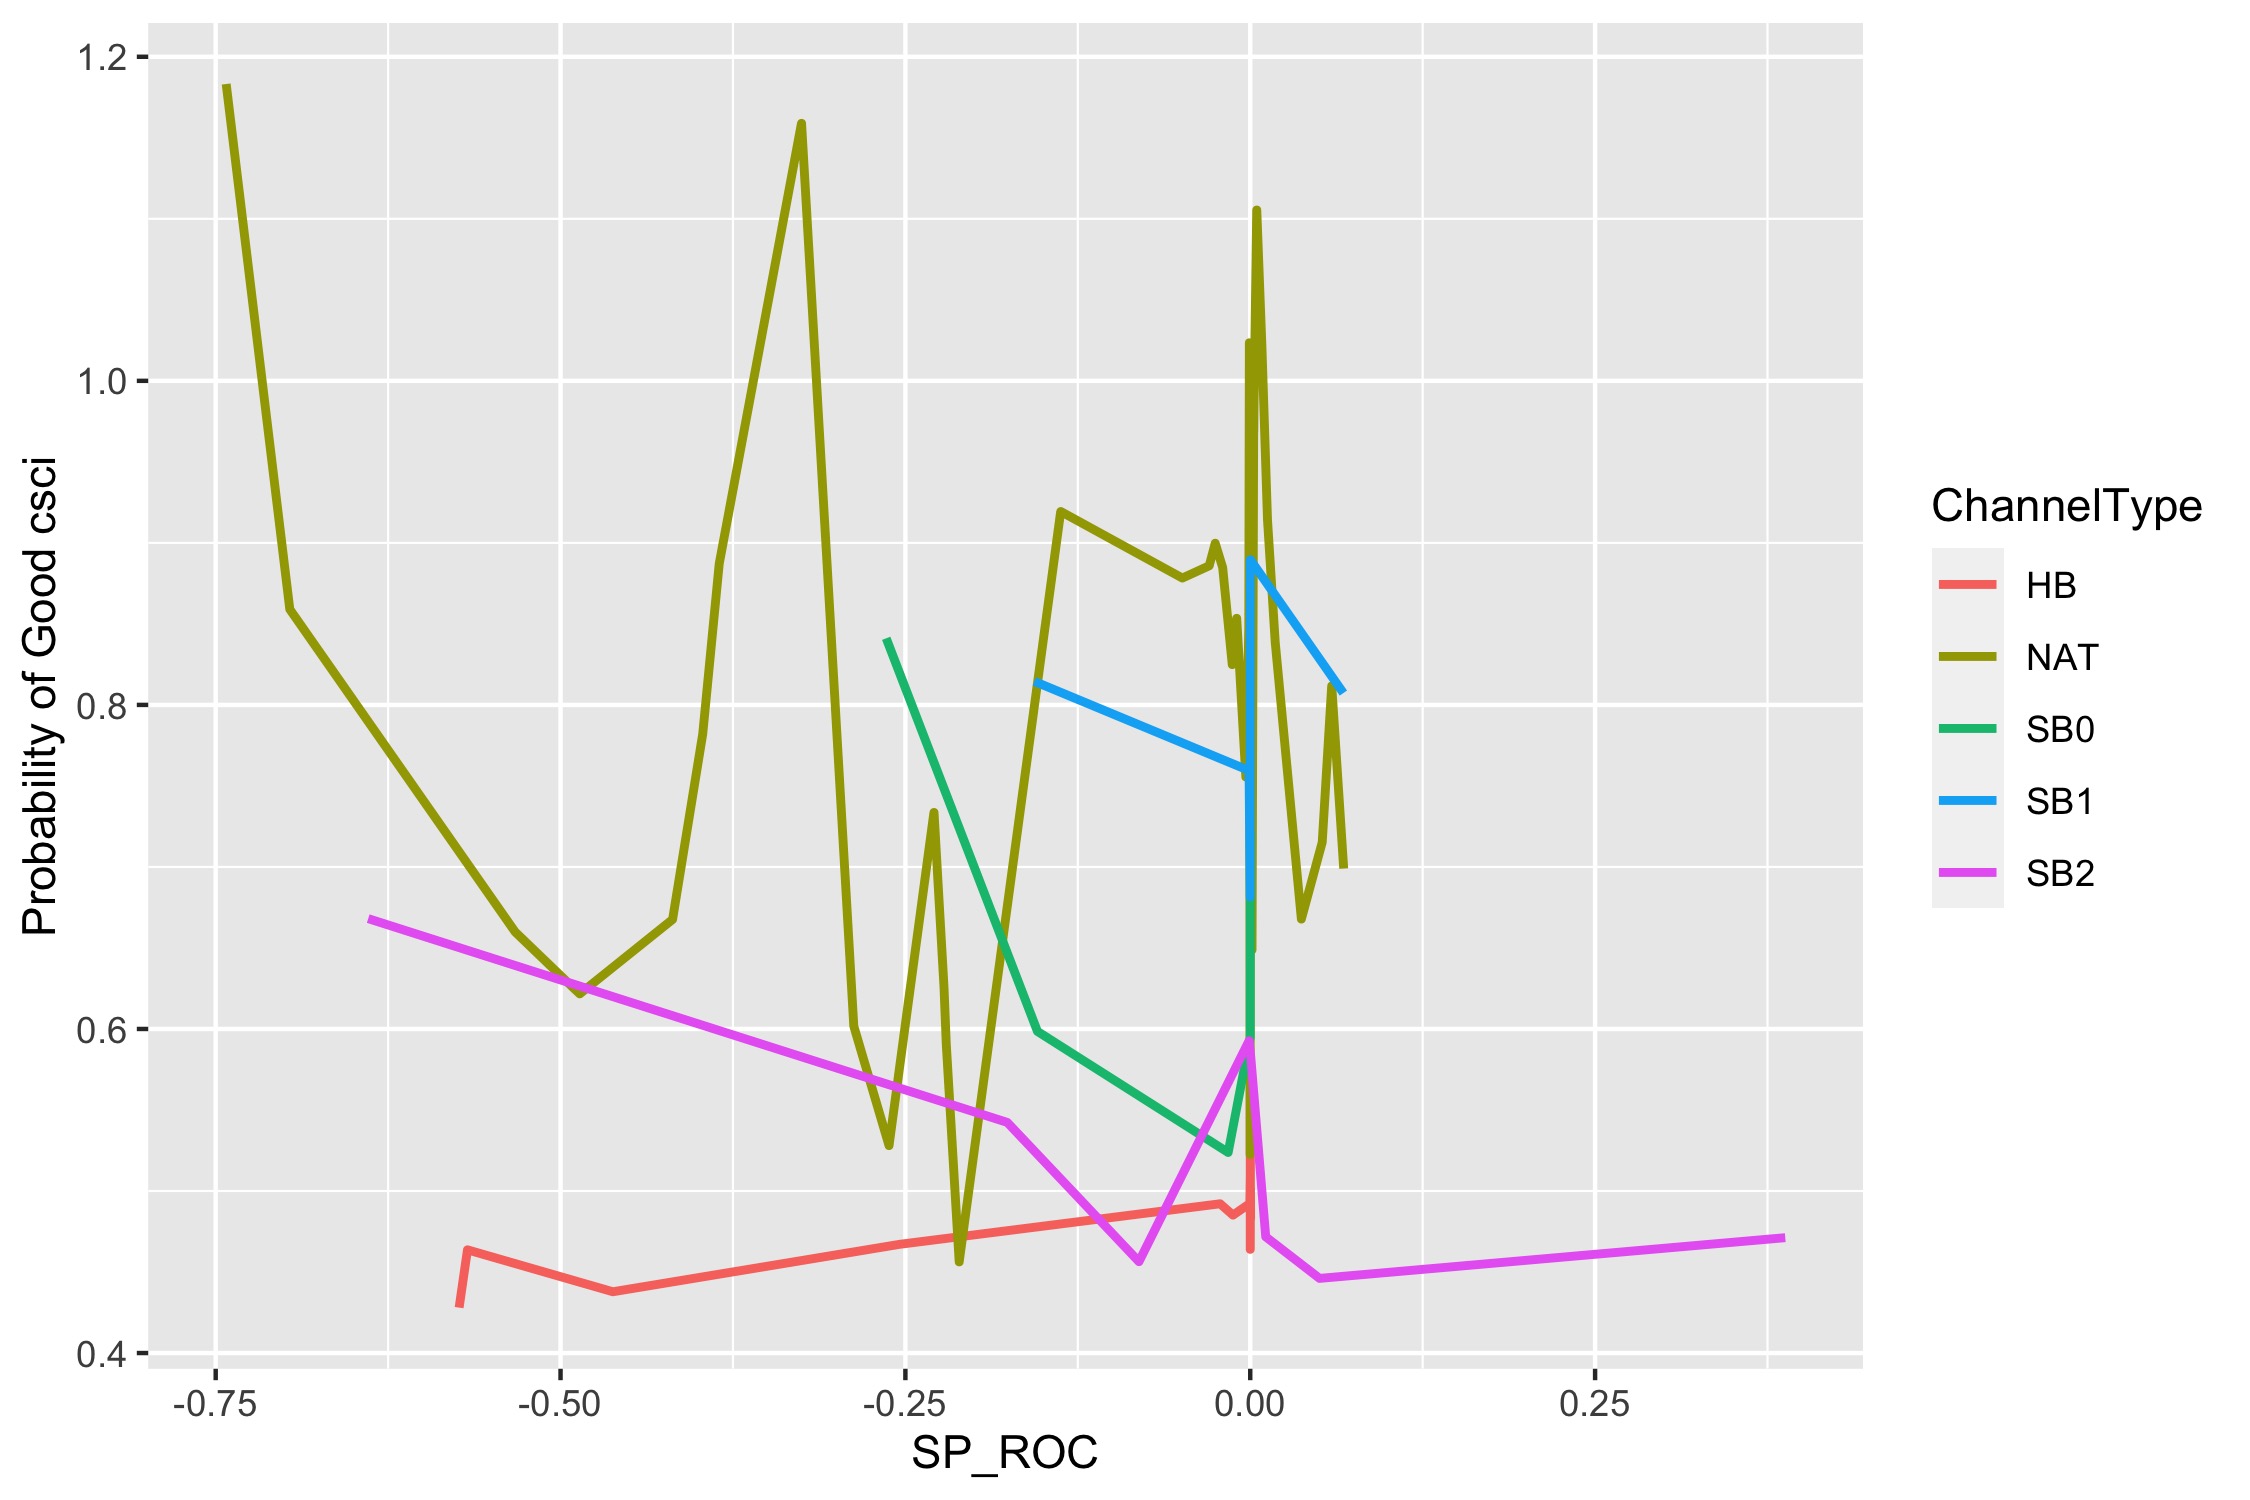 1.2
1.0
0.8
0.6
0.4
Probability of Good csci
-0.75
-0.50
-0.25
0.00
0.25
SP_ROC
ChannelType
HB
NAT
SB0
SB1
SB2